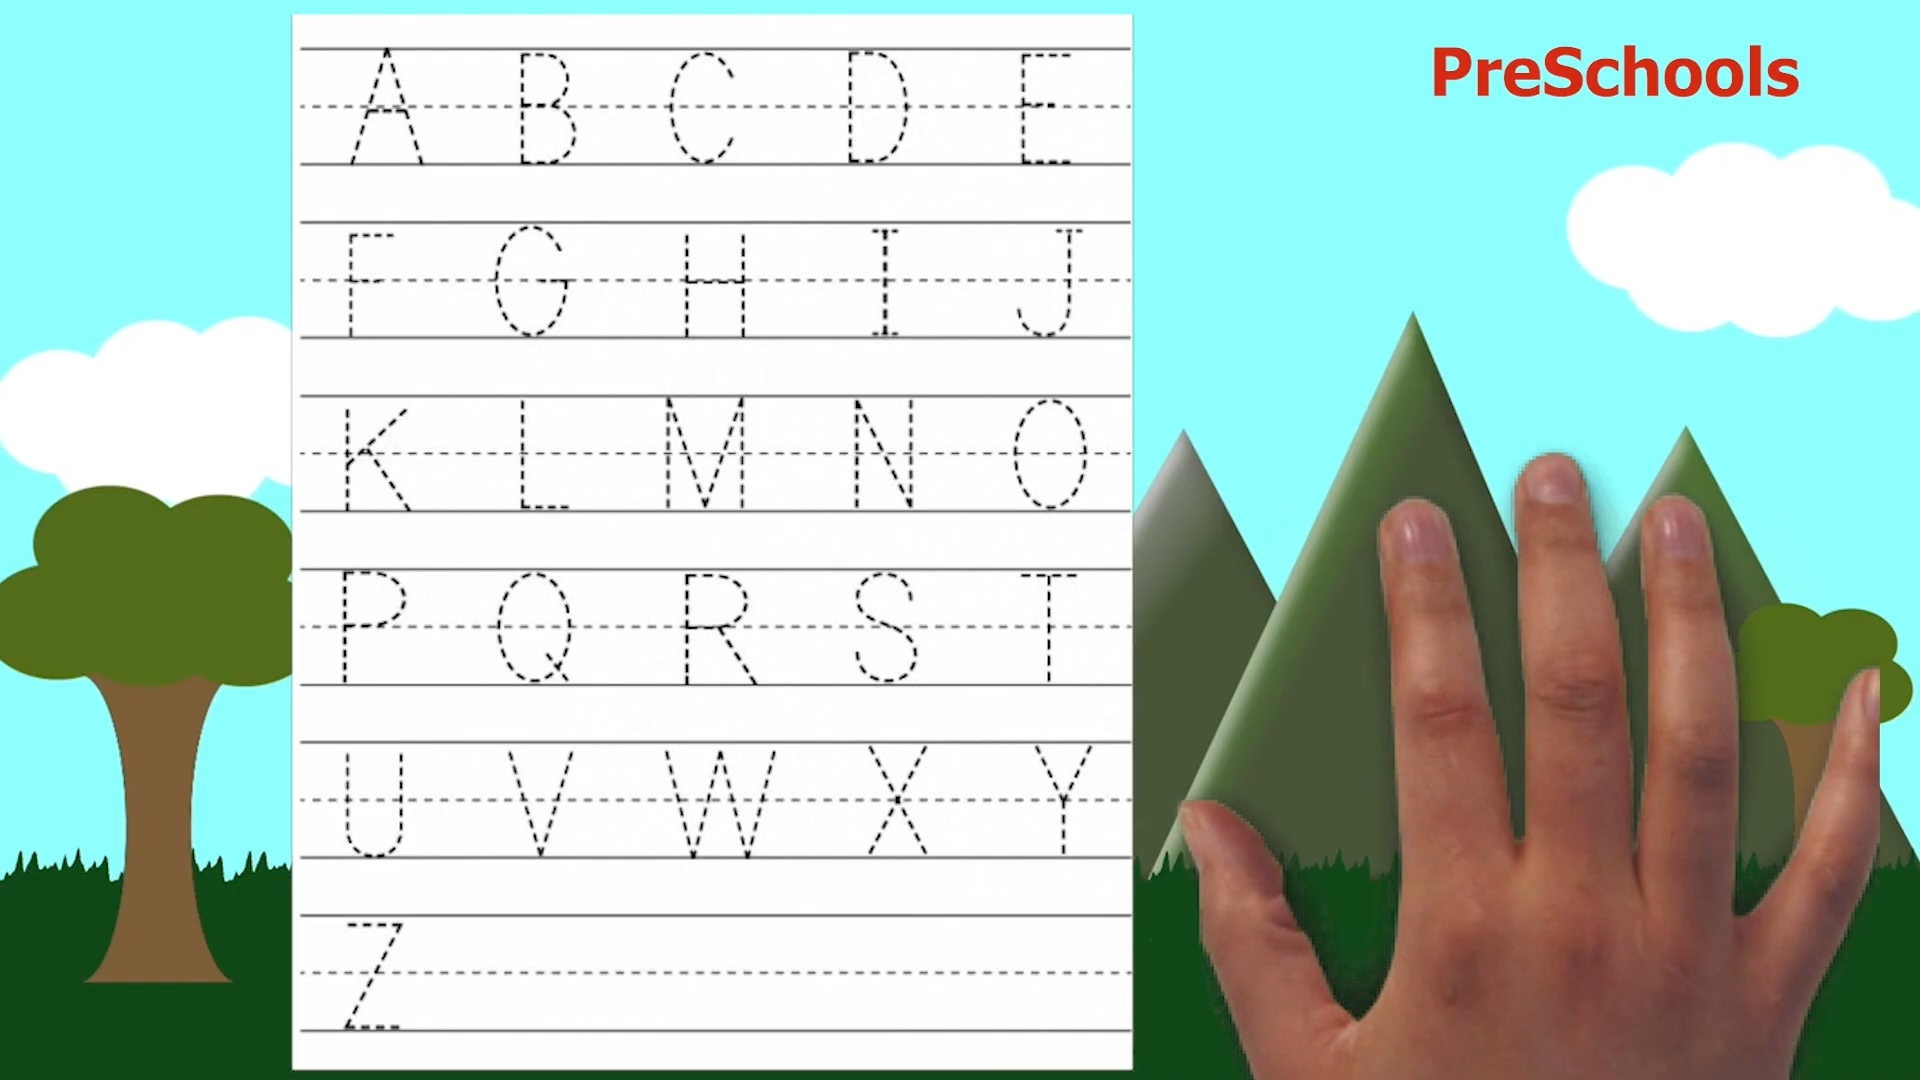 PreSchools
A B C D E
F G H I J
K L M N O
P Q R S T
U V W X Y
Z